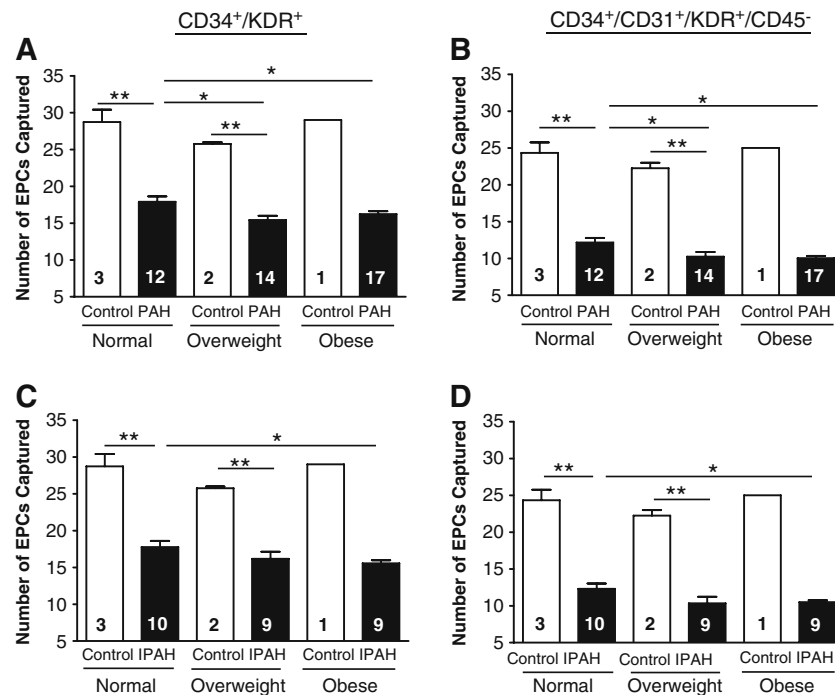 CD34+/KDR+
CD34+/CD31+/KDR+/CD45-
A
Number of EPCs Captured
35
30
25
20
15
10
5
** * ** *
3 12 2 14 1 17
Control PAH Control PAH Control PAH
Normal Overweight Obese
B
Number of EPCs Captured
35
30
25
20
15
10
5
** * ** *
3 12 2 14 1 17
Control PAH Control PAH Control PAH
Normal Overweight Obese
C
Number of EPCs Captured
35
30
25
20
15
10
5
** ** *
3 10 2 9 1 9
Control IPAH Control IPAH Control IPAH
Normal Overweight Obese
D
Number of EPCs Captured
35
30
25
20
15
10
5
** ** *
3 10 2 9 1 9
Control IPAH Control IPAH Control IPAH
Normal Overweight Obese